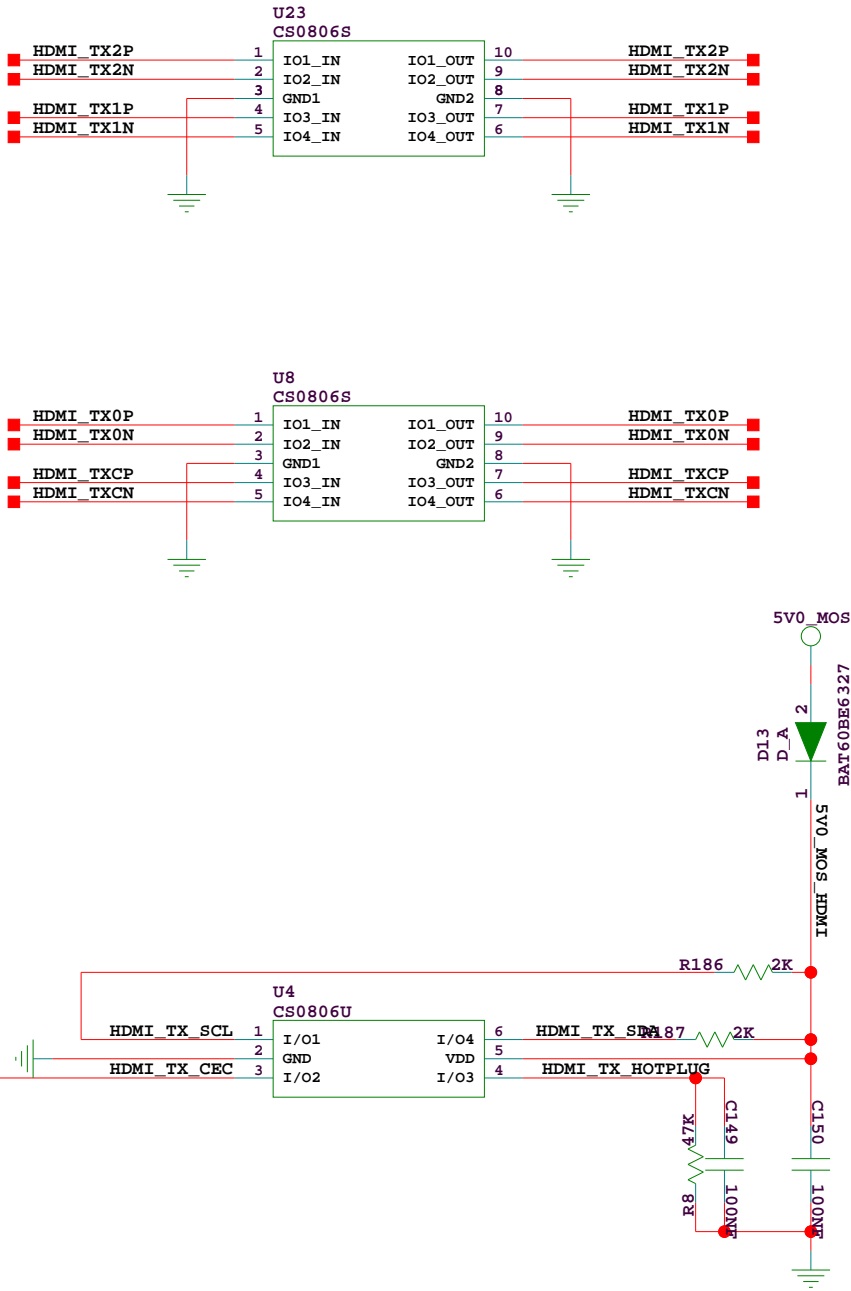 U23
CS0806S
HDMI_TX2P 1 IO1_IN IO1_OUT 10 HDMI_TX2P
HDMI_TX2N 2 IO2_IN IO2_OUT 9 HDMI_TX2N
3 GND1 GND2 8
HDMI_TX1P 4 IO3_IN IO3_OUT 7 HDMI_TX1P
HDMI_TX1N 5 IO4_IN IO4_OUT 6 HDMI_TX1N
U8
CS0806S
HDMI_TX0P 1 IO1_IN IO1_OUT 10 HDMI_TX0P
HDMI_TX0N 2 IO2_IN IO2_OUT 9 HDMI_TX0N
3 GND1 GND2 8
HDMI_TXCP 4 IO3_IN IO3_OUT 7 HDMI_TXCP
HDMI_TXCN 5 IO4_IN IO4_OUT 6 HDMI_TXCN
5V0_MOS
2
D13
D_A
BAT60BE6327
1
5V0_MOS_HDMI
R186 2K
U4
CS0806U
HDMI_TX_SCL 1 I/O1 I/O4 6 HDMI_TX_SDA R187 2K
2 GND VDD 5
HDMI_TX_CEC 3 I/O2 I/O3 4 HDMI_TX_HOTPLUG
47K
R8
C149
100NF
C150
100NF